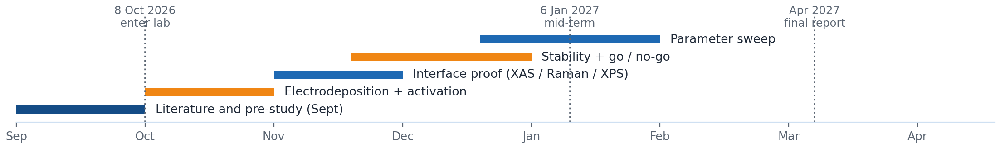 8 Oct 2026
enter lab
6 Jan 2027
mid-term
Apr 2027
final report
Parameter sweep
Stability + go / no-go
Interface proof (XAS / Raman / XPS)
Electrodeposition + activation
Literature and pre-study (Sept)
Sep Oct Nov Dec Jan Feb Mar Apr